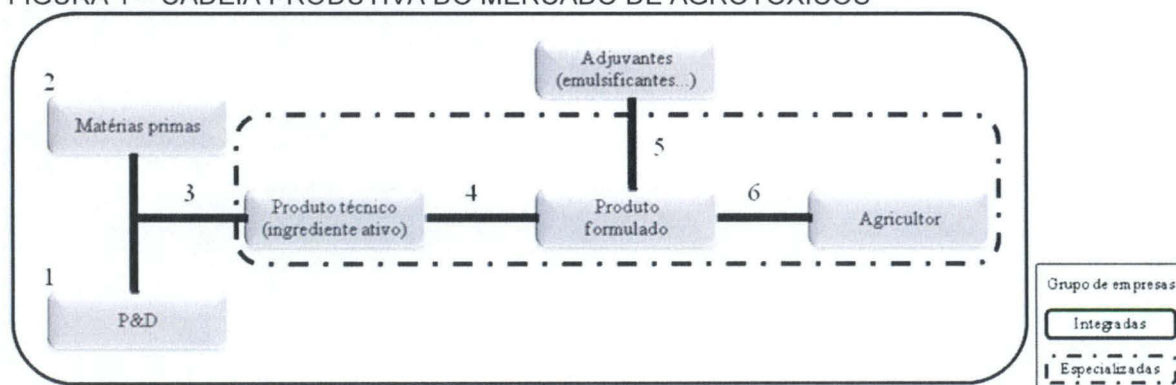 FIGURA 1 – CADEIA PRODUTIVA DO MERCADO DE AGROTÓXICOS
Adjuvantes
(emulsificantes...)
2
Matérias primas
5
3
4
6
Produto técnico
(ingrediente ativo)
Produto
formulado
Agricultor
1
P&D
Grupo de empresas
Integradas
Especializadas